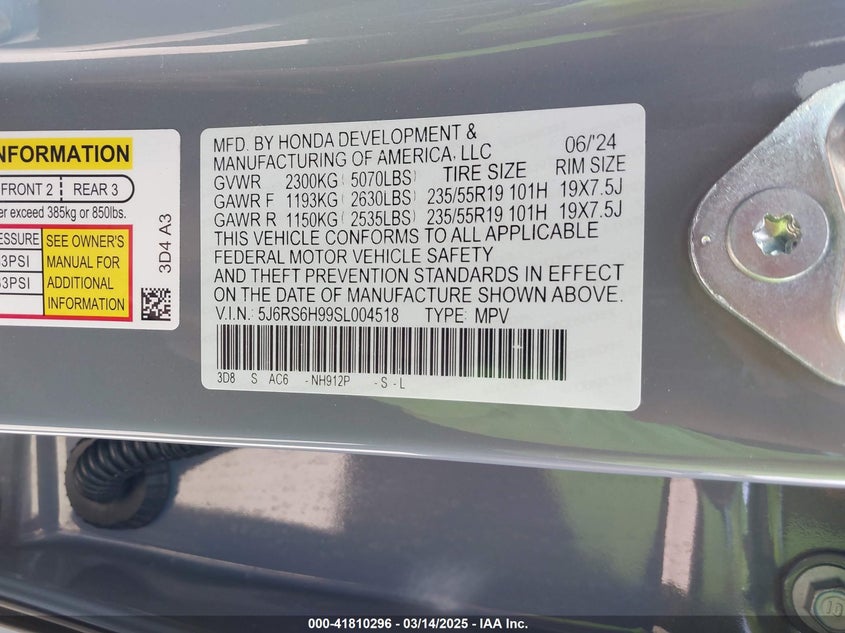 NFORMATION
FRONT 2 REAR 3
er exceed 385kg or 850lbs.
SSURE SEE OWNER'S
3PSI MANUAL FOR
3PSI ADDITIONAL
INFORMATION
3D4 A3
MFD. BY HONDA DEVELOPMENT & 06/'24
MANUFACTURING OF AMERICA, LLC
GVWR 2300KG ( 5070LBS) TIRE SIZE RIM SIZE
GAWR F 1193KG ( 2630LBS) 235/55R19 101H 19X7.5J
GAWR R 1150KG ( 2535LBS) 235/55R19 101H 19X7.5J
THIS VEHICLE CONFORMS TO ALL APPLICABLE
FEDERAL MOTOR VEHICLE SAFETY
AND THEFT PREVENTION STANDARDS IN EFFECT
ON THE DATE OF MANUFACTURE SHOWN ABOVE.
V.I.N.: 5J6RS6H99SL004518 TYPE: MPV
3D8 S AC6 -NH912P -S-L
000-41810296 - 03/14/2025 - IAA Inc.